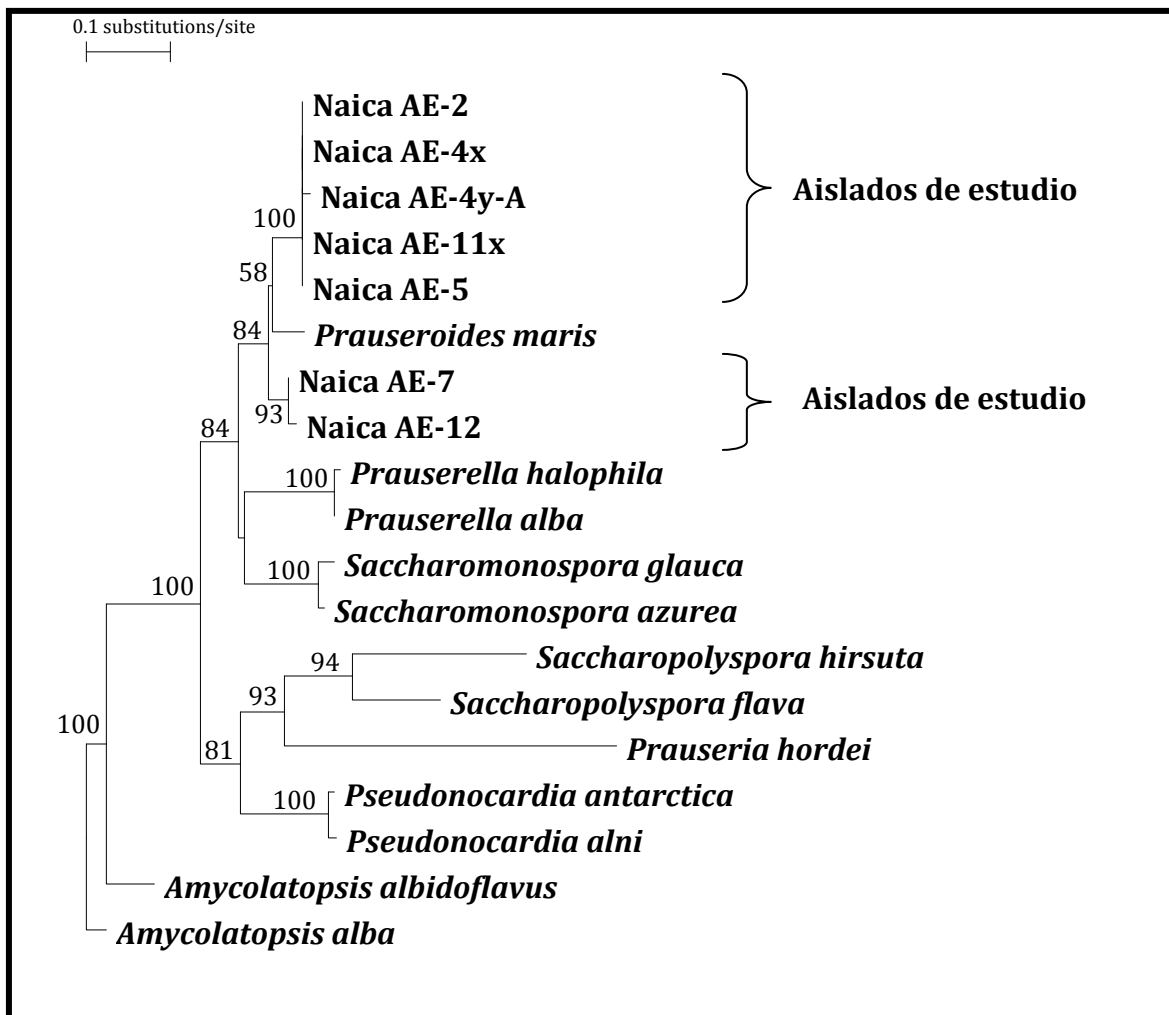 0.1 substitutions/site
Naica AE-2
Naica AE-4x
Naica AE-4y-A
Aislados de estudio
100
Naica AE-11x
58
Naica AE-5
84
Prauseroides maris
Naica AE-7
93
Naica AE-12
Aislados de estudio
84
100
Prauserella halophila
Prauserella alba
100
Saccharomonospora glauca
100
Saccharomonospora azurea
94
Saccharopolyspora hirsuta
93
Saccharopolyspora flava
100
81
Prauseria hordei
100
Pseudonocardia antarctica
Pseudonocardia alni
Amycolatopsis albidoflavus
Amycolatopsis alba